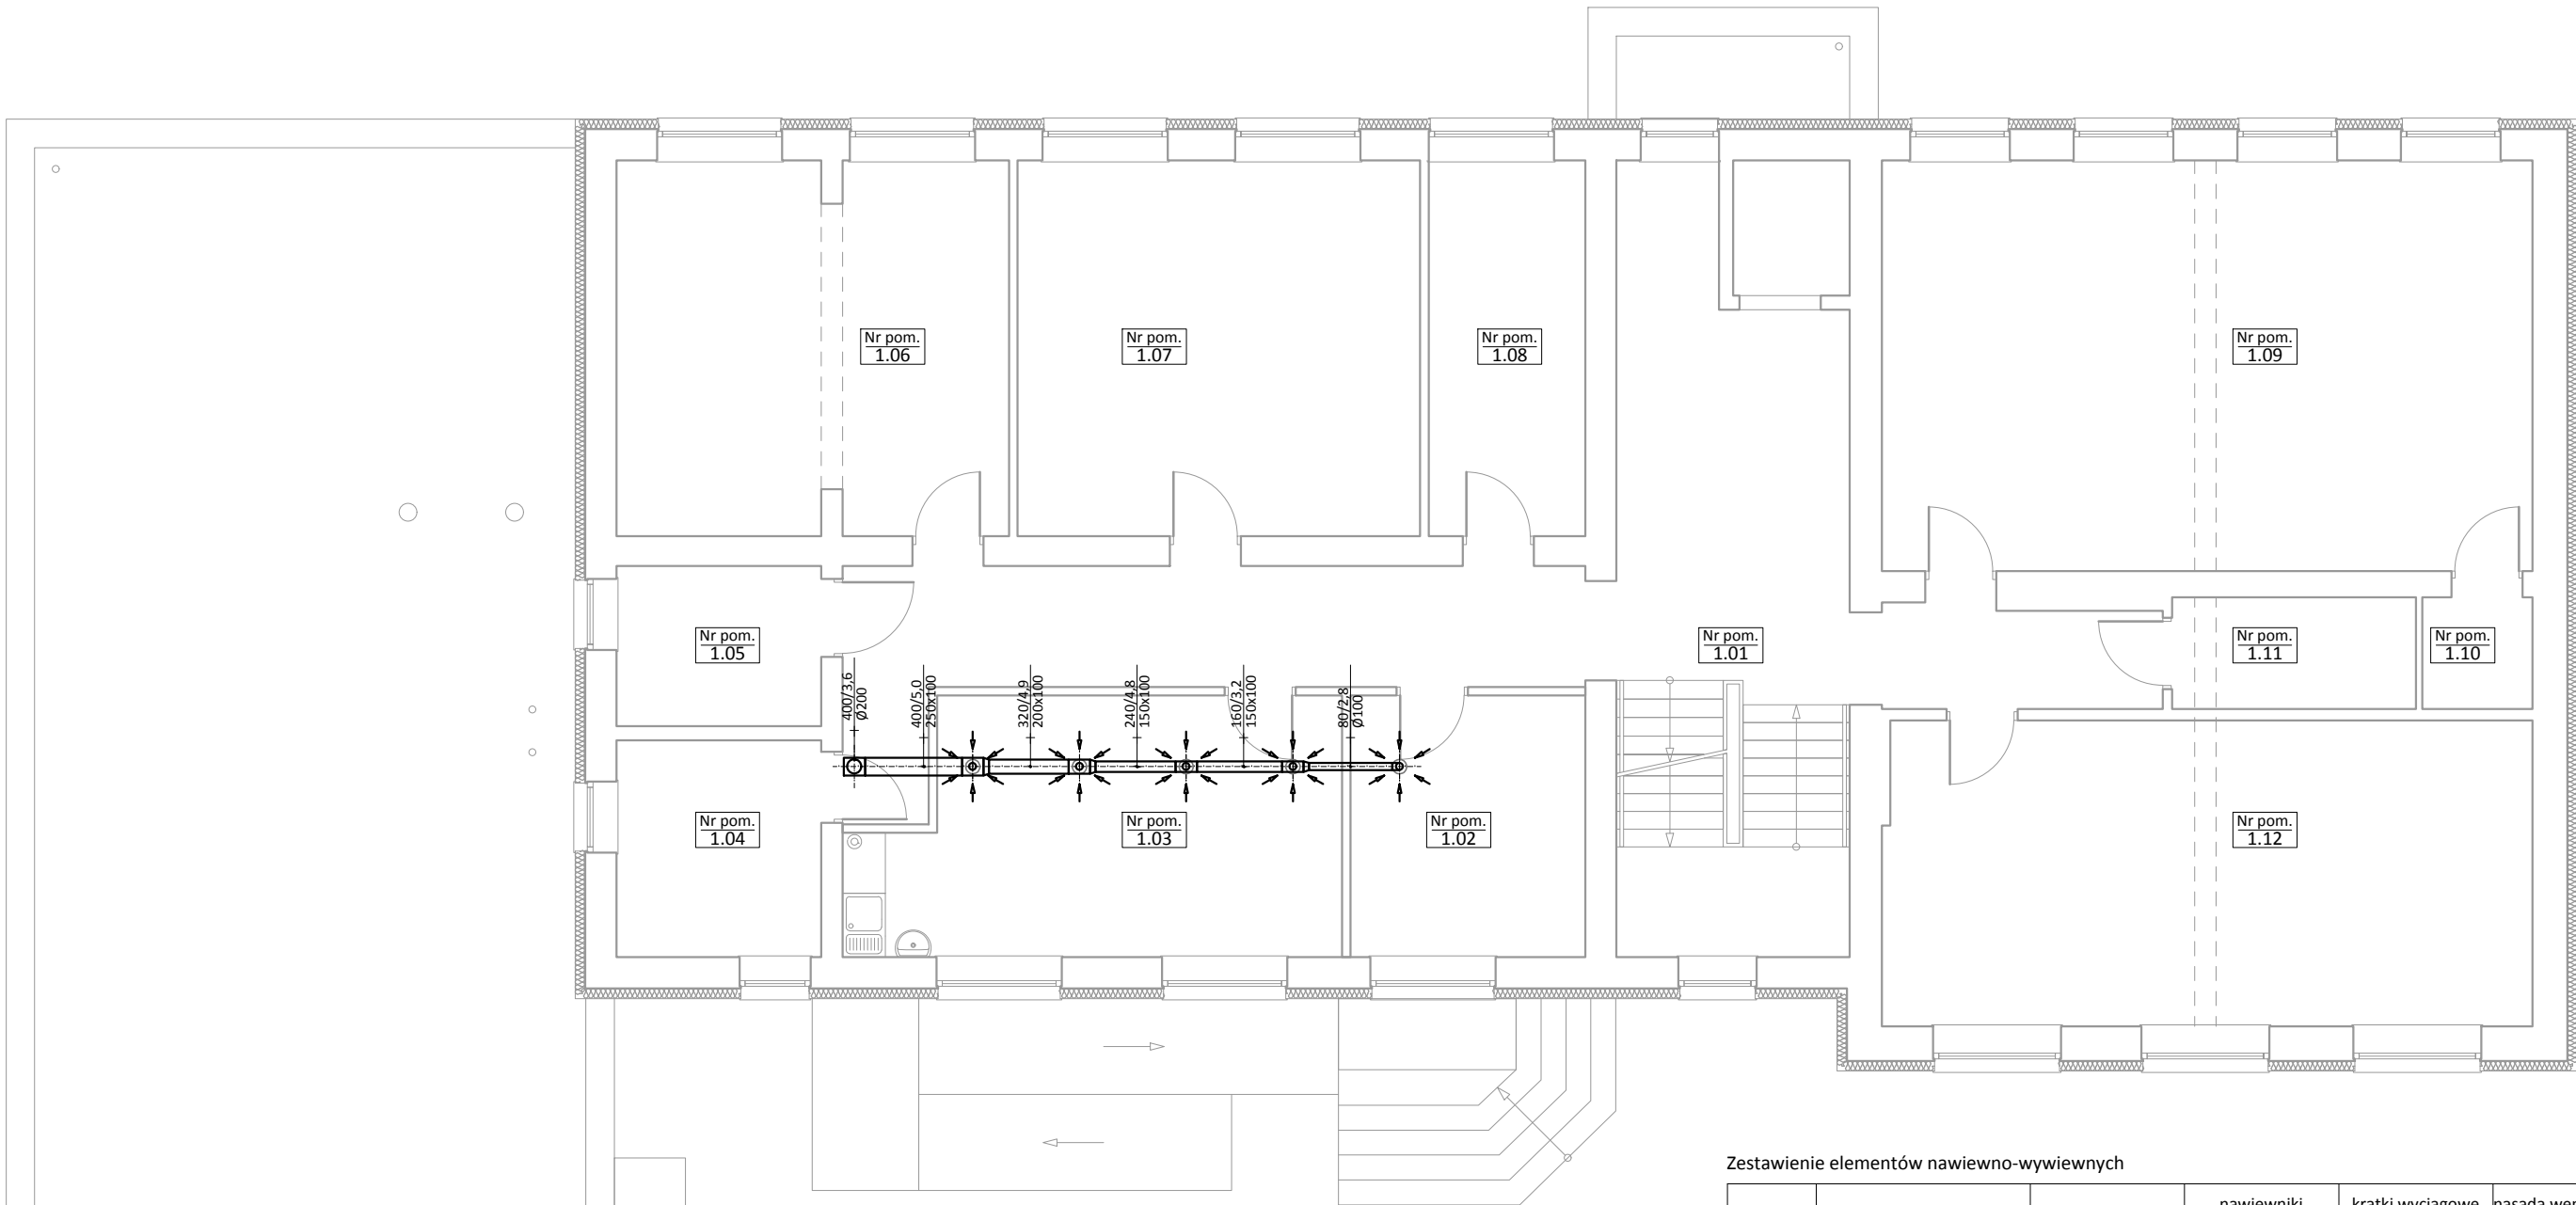 Nr pom.
1.06
Nr pom.
1.07
Nr pom.
1.08
Nr pom.
1.09
Nr pom.
1.05
Nr pom.
1.01
Nr pom.
1.11
Nr pom.
1.10
400/3,6
Ø200
400/5,0
250x100
320/4,9
200x100
240/4,8
150x100
160/3,2
150x100
80/2,8
Ø100
Nr pom.
1.04
Nr pom.
1.03
Nr pom.
1.02
Nr pom.
1.12
Zestawienie elementów nawiewno-wywiewnych
nawiewniki kratki wyciągowe